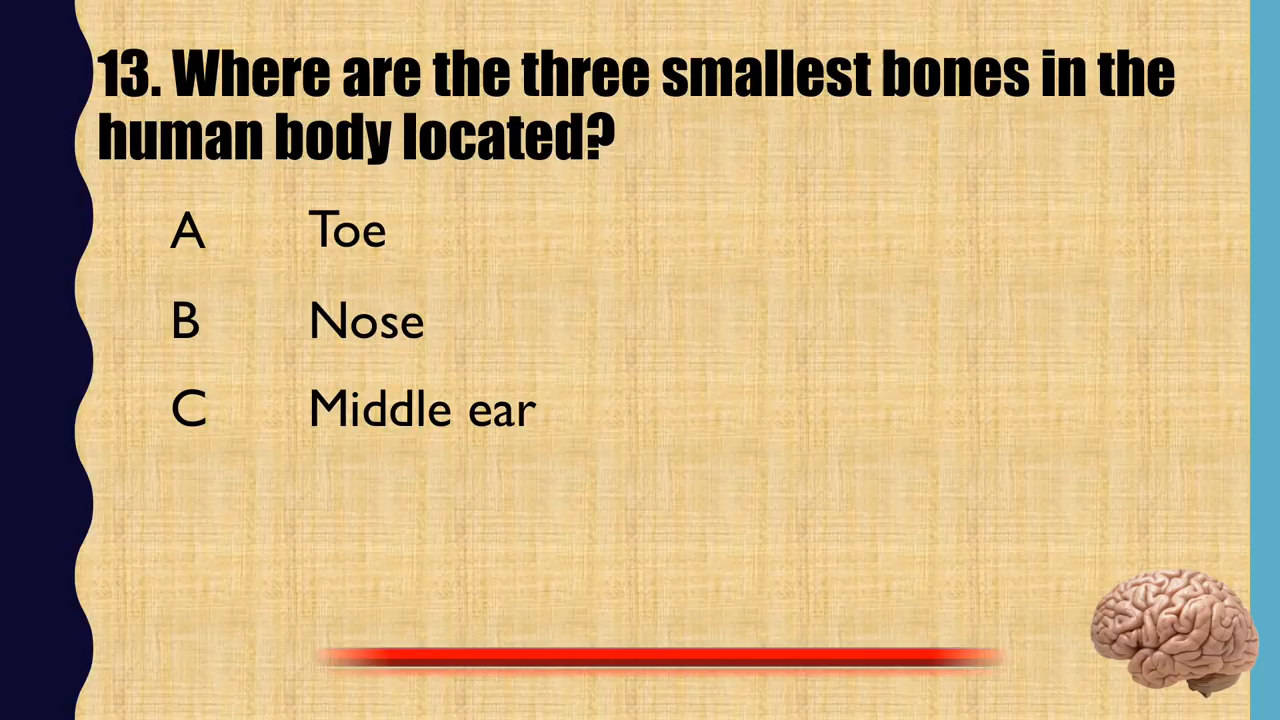 13. Where are the three smallest bones in the
human body located?
A Toe
B Nose
C Middle ear